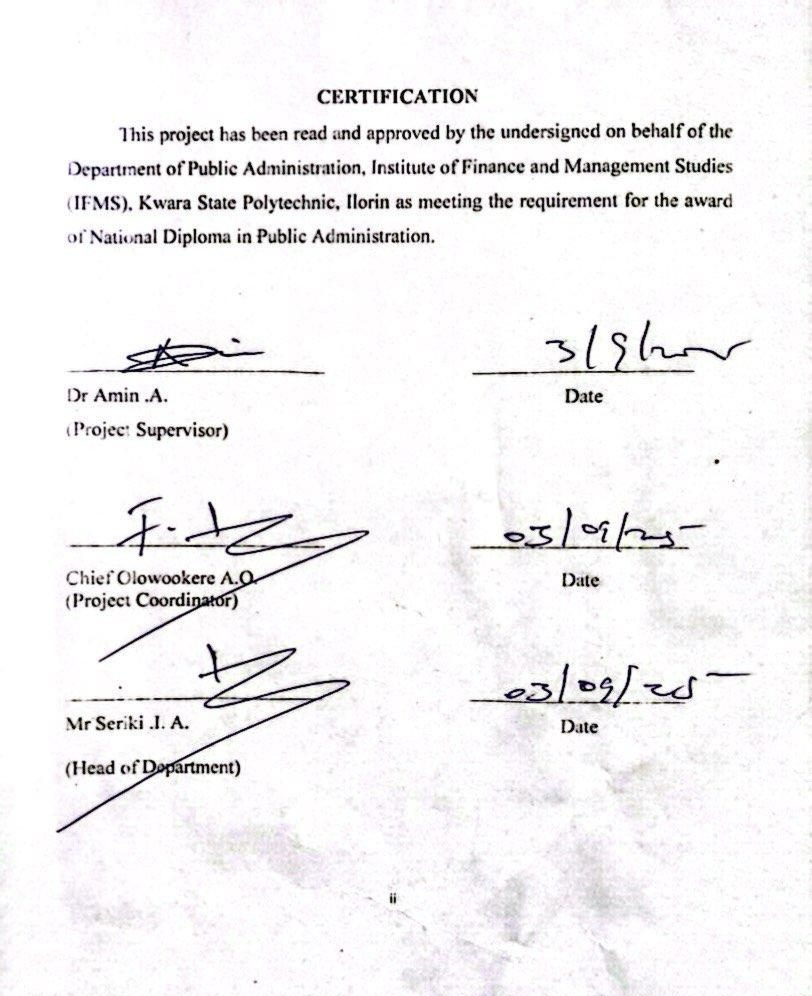 CERTIFICATION
This project has been read and approved by the undersigned on behalf of the
Department of Public Administration, Institute of Finance and Management Studies
(IFMS), Kwara State Polytechnic, Ilorin as meeting the requirement for the award
of National Diploma in Public Administration.
Dr Amin .A.
Date
(Project Supervisor)
03/09/
Chief Olowookere A.O.
Date
(Project Coordinator)
03/09/
Mr Seriki .I. A.
Date
(Head of Department)
ii